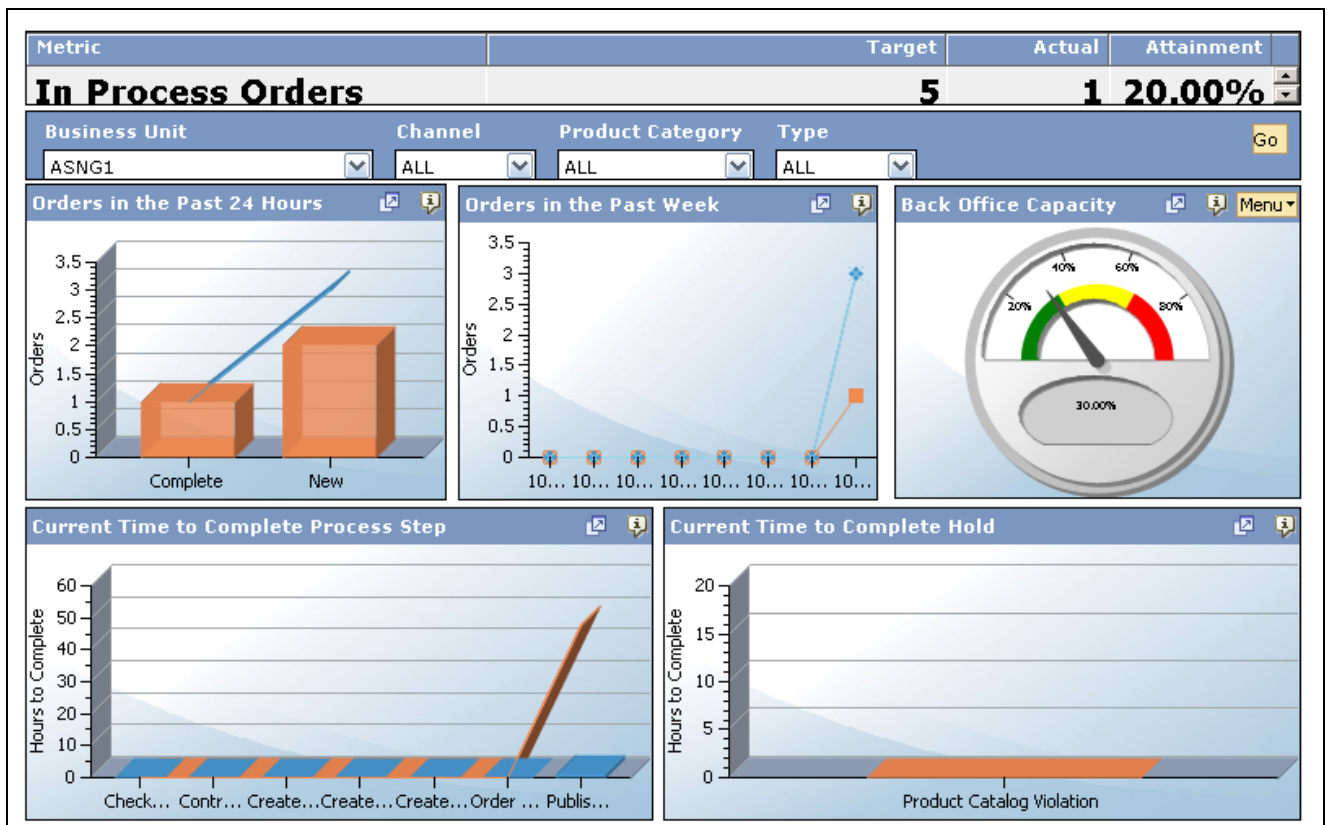 Metric Target Actual Attainment
In Process Orders 5 1 20.00%
Business Unit Channel Product Category Type
Go
ASNG1 ALL ALL ALL
Orders in the Past 24 Hours
3.5
3
2.5
2
1.5
1
0.5
0
Orders
Complete New
Orders in the Past Week
3.5
3
2.5
2
1.5
1
0.5
0
Orders
10... 10... 10... 10... 10... 10... 10... 10...
Back Office Capacity Menu
20% 40% 60% 80%
30.00%
Current Time to Complete Process Step
60
50
40
30
20
10
0
Hours to Complete
Check... Contr... Create... Create... Create... Order ... Publis...
Current Time to Complete Hold
20
15
10
5
0
Hours to Complete
Product Catalog Violation